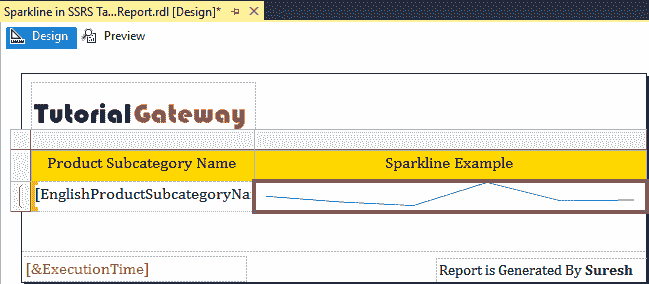 Sparkline in SSRS Ta...Report.rdl [Design]*
Design Preview
TutorialGateway
Product Subcategory Name Sparkline Example
[EnglishProductSubcategoryNa
[&ExecutionTime] Report is Generated By Suresh